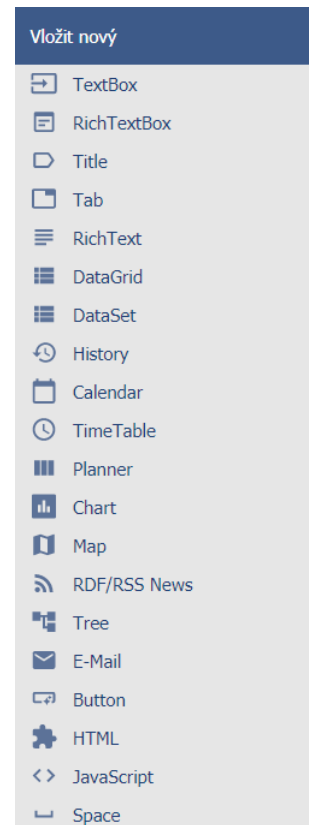 Vložit nový
TextBox
RichTextBox
Title
Tab
RichText
DataGrid
DataSet
History
Calendar
TimeTable
Planner
Chart
Map
RDF/RSS News
Tree
E-Mail
Button
HTML
JavaScript
Space